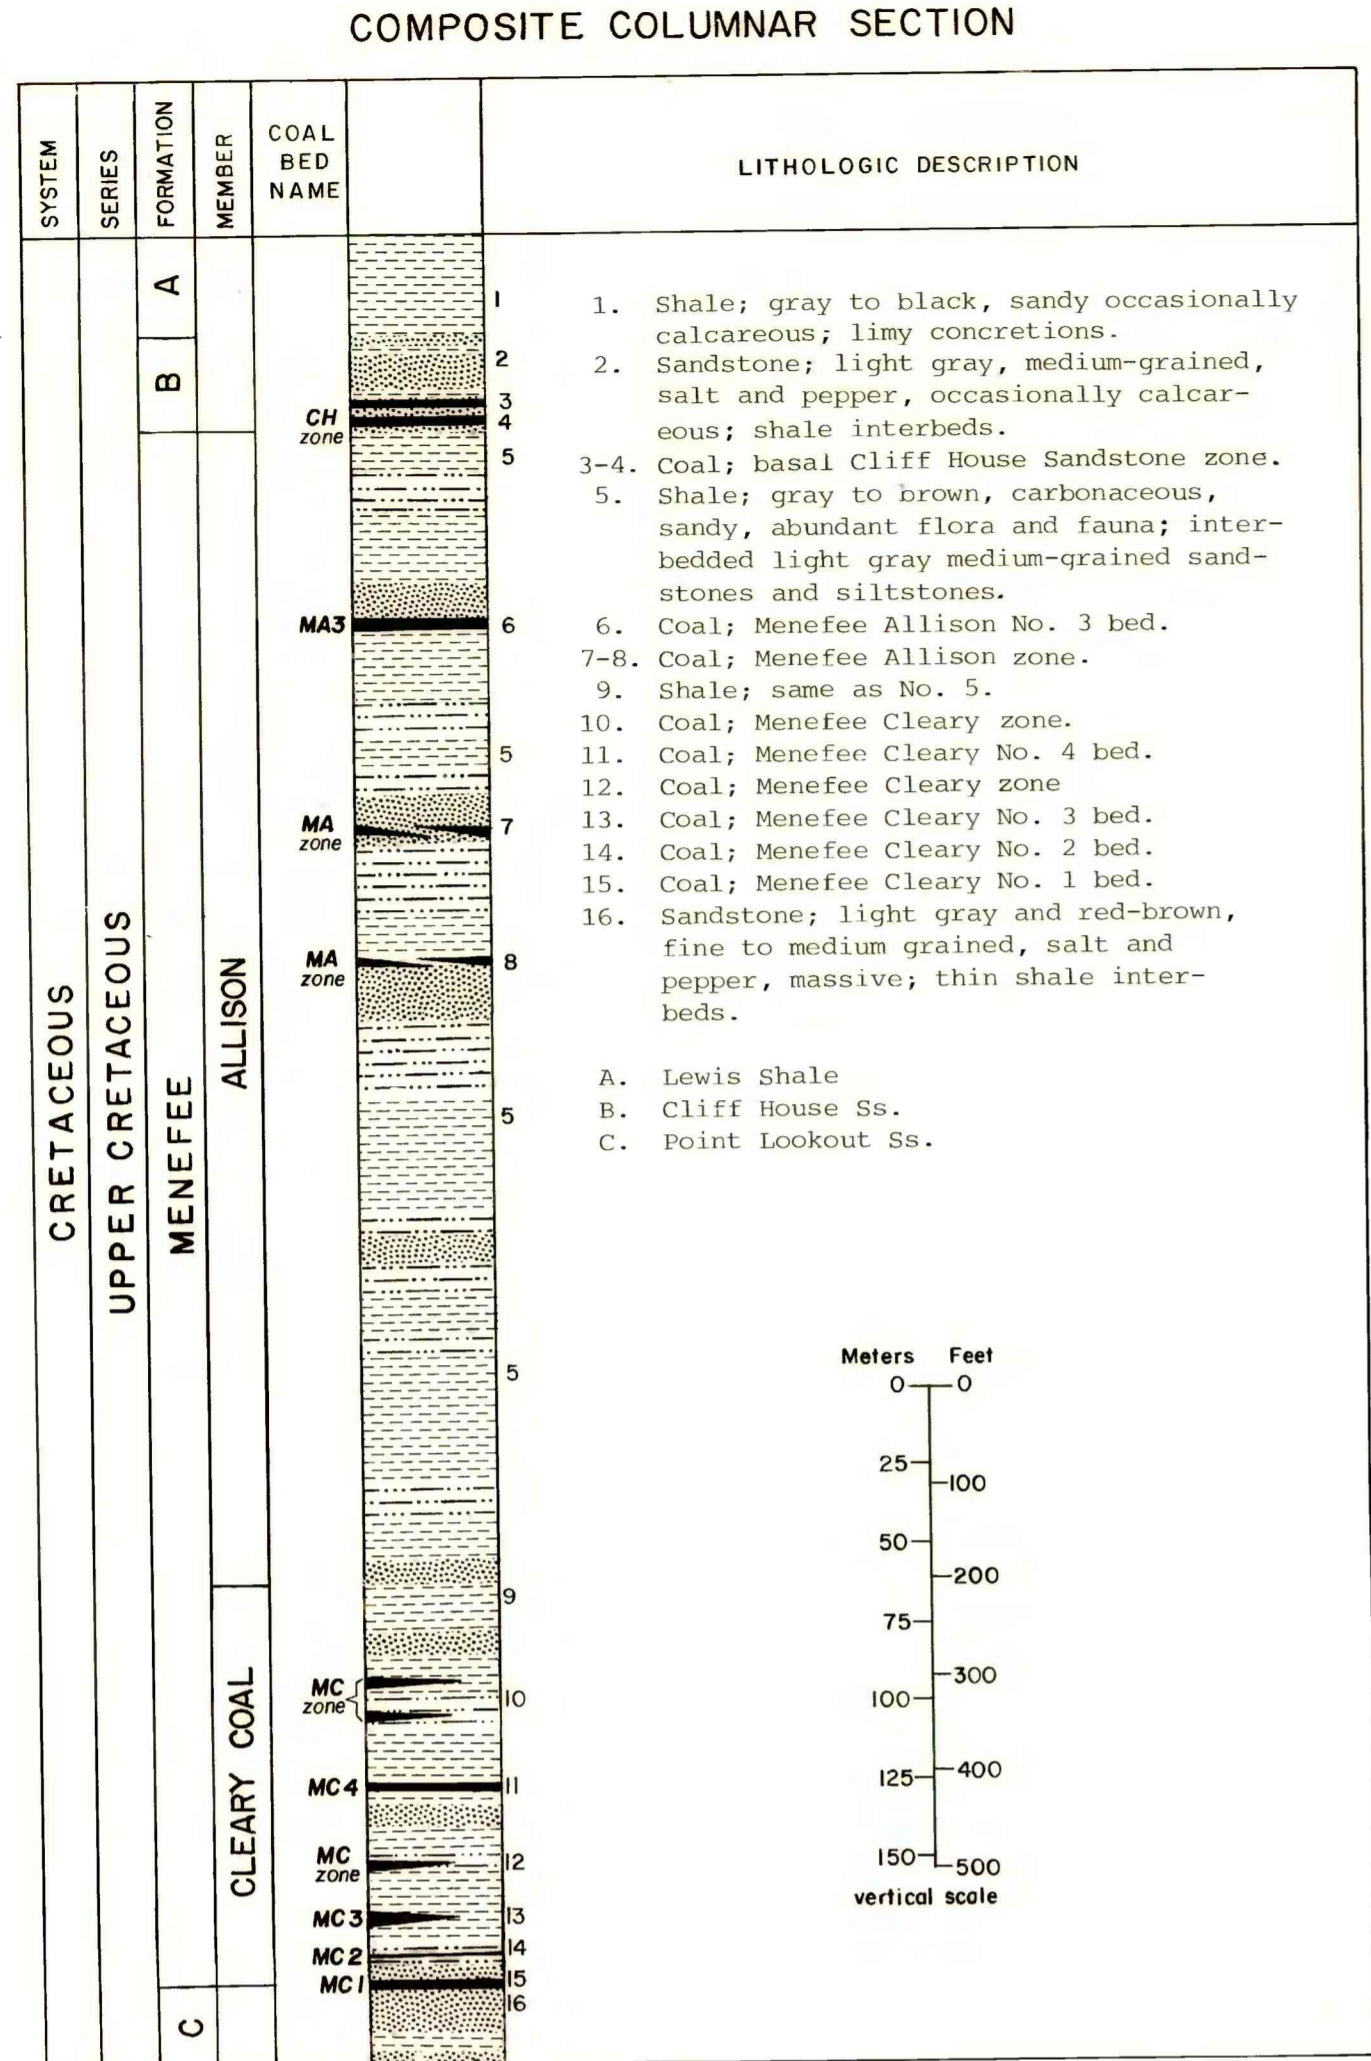 COMPOSITE COLUMNAR SECTION
SYSTEM
SERIES
FORMATION
MEMBER
COAL
BED
NAME
LITHOLOGIC DESCRIPTION
CRETACEOUS
UPPER CRETACEOUS
A
B
MENEFEE
C
ALLISON
CLEARY COAL
CH
zone
MA3
MA
zone
MA
zone
MC
zone
MC4
MC
zone
MC3
MC2
MC1
1
2
3
4
5
6
5
7
8
5
5
9
10
11
12
13
14
15
16
1. Shale; gray to black, sandy occasionally
calcareous; limy concretions.
2. Sandstone; light gray, medium-grained,
salt and pepper, occasionally calcar-
eous; shale interbeds.
3-4. Coal; basal Cliff House Sandstone zone.
5. Shale; gray to brown, carbonaceous,
sandy, abundant flora and fauna; inter-
bedded light gray medium-grained sand-
stones and siltstones.
6. Coal; Menefee Allison No. 3 bed.
7-8. Coal; Menefee Allison zone.
9. Shale; same as No. 5.
10. Coal; Menefee Cleary zone.
11. Coal; Menefee Cleary No. 4 bed.
12. Coal; Menefee Cleary zone
13. Coal; Menefee Cleary No. 3 bed.
14. Coal; Menefee Cleary No. 2 bed.
15. Coal; Menefee Cleary No. 1 bed.
16. Sandstone; light gray and red-brown,
fine to medium grained, salt and
pepper, massive; thin shale inter-
beds.
A. Lewis Shale
B. Cliff House Ss.
C. Point Lookout Ss.
Meters Feet
0 0
25
100
50
200
75
300
100
400
125
150
500
vertical scale